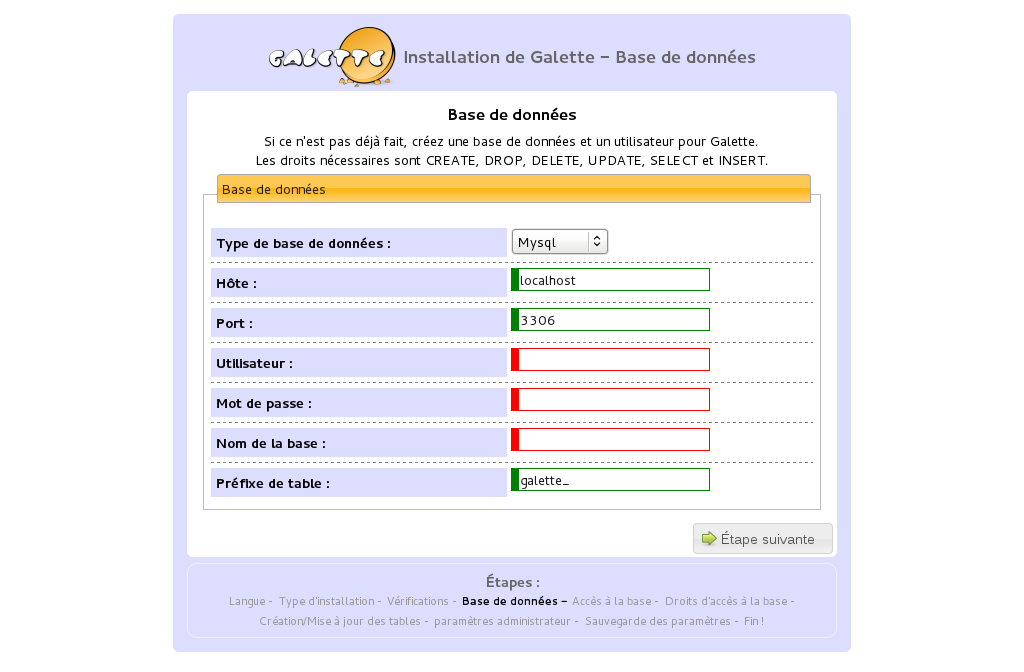 GALETTE
Installation de Galette - Base de données
Base de données
Si ce n'est pas déjà fait, créez une base de données et un utilisateur pour Galette.
Les droits nécessaires sont CREATE, DROP, DELETE, UPDATE, SELECT et INSERT.
Base de données
Type de base de données : Mysql
Hôte : localhost
Port : 3306
Utilisateur :
Mot de passe :
Nom de la base :
Préfixe de table : galette_
Étape suivante
Étapes :
Langue - Type d'installation - Vérifications - Base de données - Accès à la base - Droits d'accès à la base -
Création/Mise à jour des tables - paramètres administrateur - Sauvegarde des paramètres - Fin !